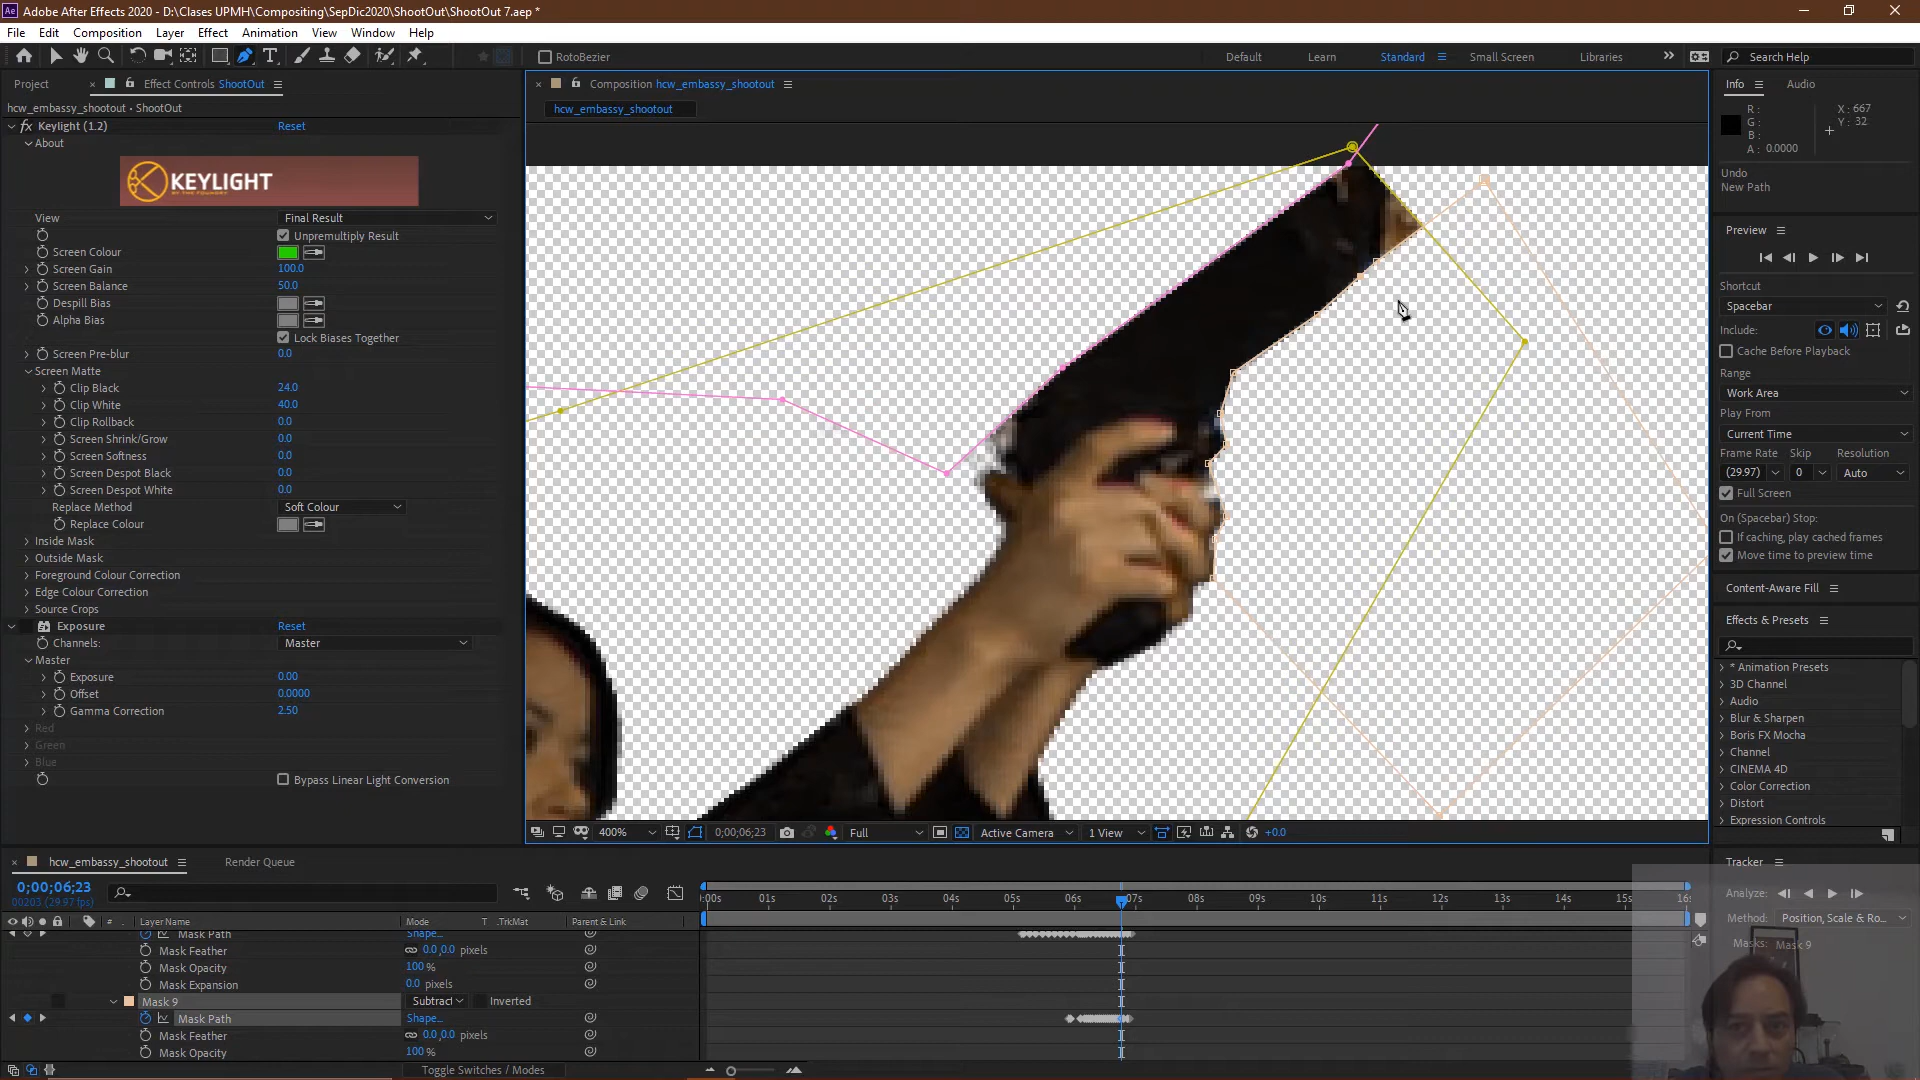 Adobe After Effects 2020 - D:\Clases UPMH\Compositing\SepDic2020\ShootOut\ShootOut 7.aep *
File Edit Composition Layer Effect Animation View Window Help
RotoBezier
Default Learn Standard Small Screen Libraries
Search Help
Project
Effect Controls ShootOut
hcw_embassy_shootout • ShootOut
Keylight (1.2) Reset
About
KEYLIGHT
BY THE FOUNDRY
View Final Result
Unpremultiply Result
Screen Colour
Screen Gain 100.0
Screen Balance 50.0
Despill Bias
Alpha Bias
Lock Biases Together
Screen Pre-blur 0.0
Screen Matte
Clip Black 24.0
Clip White 40.0
Clip Rollback 0.0
Screen Shrink/Grow 0.0
Screen Softness 0.0
Screen Despot Black 0.0
Screen Despot White 0.0
Replace Method Soft Colour
Replace Colour
Inside Mask
Outside Mask
Foreground Colour Correction
Edge Colour Correction
Source Crops
Exposure Reset
Channels: Master
Master
Exposure 0.00
Offset 0.0000
Gamma Correction 2.50
Red
Green
Blue
Bypass Linear Light Conversion
Composition hcw_embassy_shootout
hcw_embassy_shootout
400% 0;00;06;23 Full Active Camera 1 View +0.0
Info Audio
R : X : 667
G : Y : 32
B :
A : 0.0000
Undo
New Path
Preview
Shortcut
Spacebar
Include:
Cache Before Playback
Range
Work Area
Play From
Current Time
Frame Rate Skip Resolution
(29.97) 0 Auto
Full Screen
On (Spacebar) Stop:
If caching, play cached frames
Move time to preview time
Content-Aware Fill
Effects & Presets
* Animation Presets
3D Channel
Audio
Blur & Sharpen
Boris FX Mocha
Channel
CINEMA 4D
Color Correction
Distort
Expression Controls
Tracker
Analyze:
Method: Position, Scale & Ro...
Masks: Mask 9
hcw_embassy_shootout Render Queue
0;00;06;23
00203 (29.97 fps)
:00s 01s 02s 03s 04s 05s 06s 07s 08s 09s 10s 11s 12s 13s 14s 15s 16s
# Layer Name Mode T .TrkMat Parent & Link
Mask Path Shape...
Mask Feather 0.0,0.0 pixels
Mask Opacity 100 %
Mask Expansion 0.0 pixels
Mask 9 Subtract Inverted
Mask Path Shape...
Mask Feather 0.0,0.0 pixels
Mask Opacity 100 %
Toggle Switches / Modes